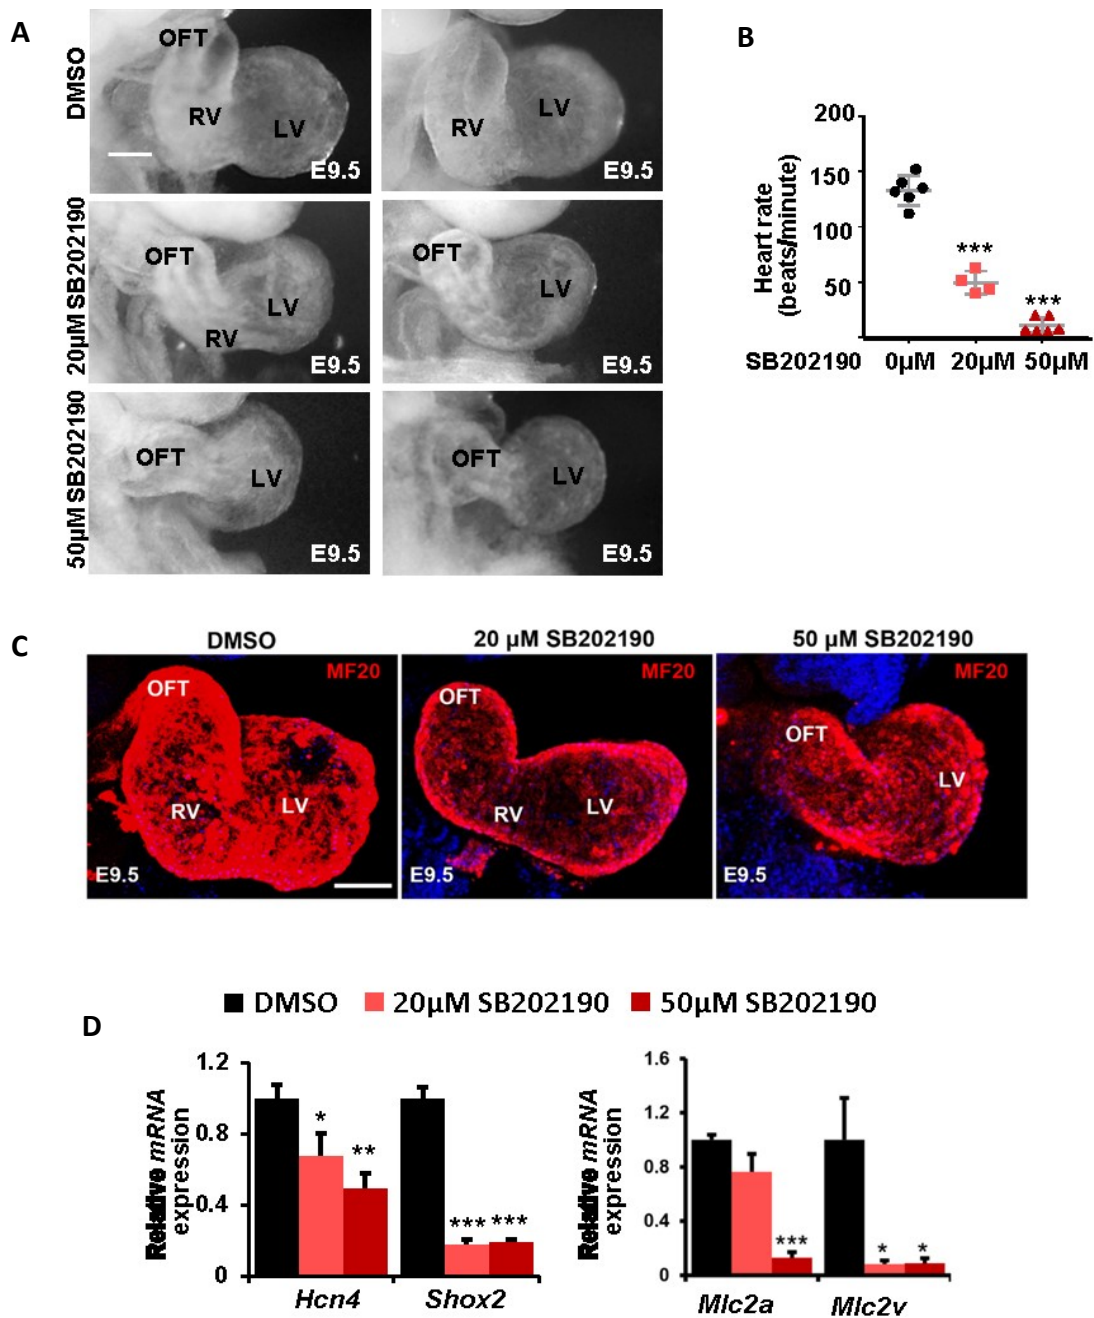 A
DMSO
OFT
RV
LV
E9.5
RV
LV
E9.5
20µM SB202190
OFT
LV
RV
E9.5
OFT
LV
E9.5
50µM SB202190
OFT
LV
E9.5
OFT
LV
E9.5
B
Heart rate
(beats/minute)
200
150
100
50
***
***
SB202190 0µM 20µM 50µM
C
DMSO
20 µM SB202190
50 µM SB202190
MF20
OFT
RV
LV
E9.5
MF20
OFT
RV
LV
E9.5
MF20
OFT
LV
E9.5
DMSO 20µM SB202190 50µM SB202190
D
Relative mRNA
expression
1.2
0.8
0.4
0
*
**
*** ***
Hcn4 Shox2
Relative mRNA
expression
1.6
1.2
0.8
0.4
0
***
* *
Mlc2a Mlc2v